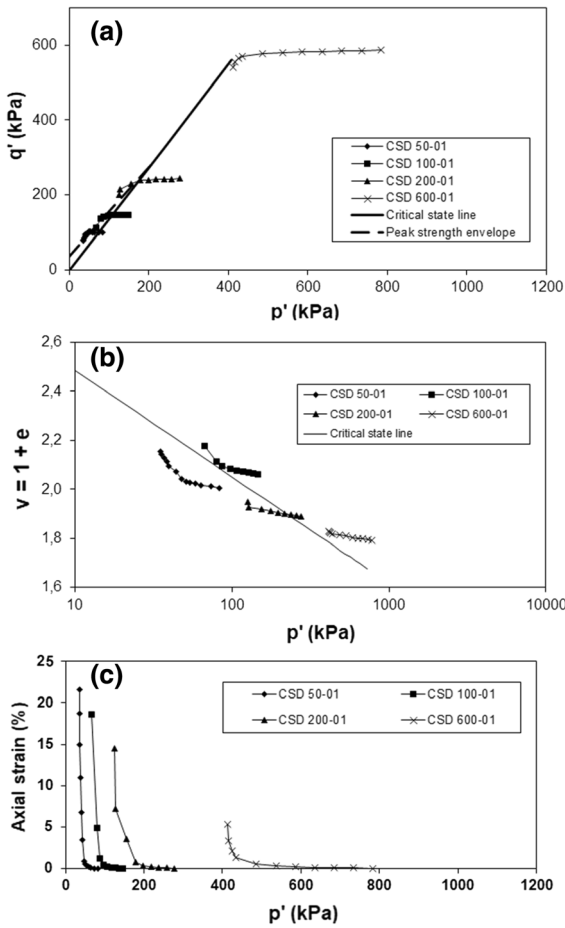 (a)
600
400
200
0
q' (kPa)
CSD 50-01
CSD 100-01
CSD 200-01
CSD 600-01
Critical state line
Peak strength envelope
0 200 400 600 800 1000 1200
p' (kPa)
(b)
2,6
2,4
2,2
2,0
1,8
1,6
v = 1 + e
CSD 50-01 CSD 100-01
CSD 200-01 CSD 600-01
Critical state line
10 100 1000 10000
p' (kPa)
(c)
25
20
15
10
5
0
Axial strain (%)
CSD 50-01 CSD 100-01
CSD 200-01 CSD 600-01
0 200 400 600 800 1000 1200
p' (kPa)